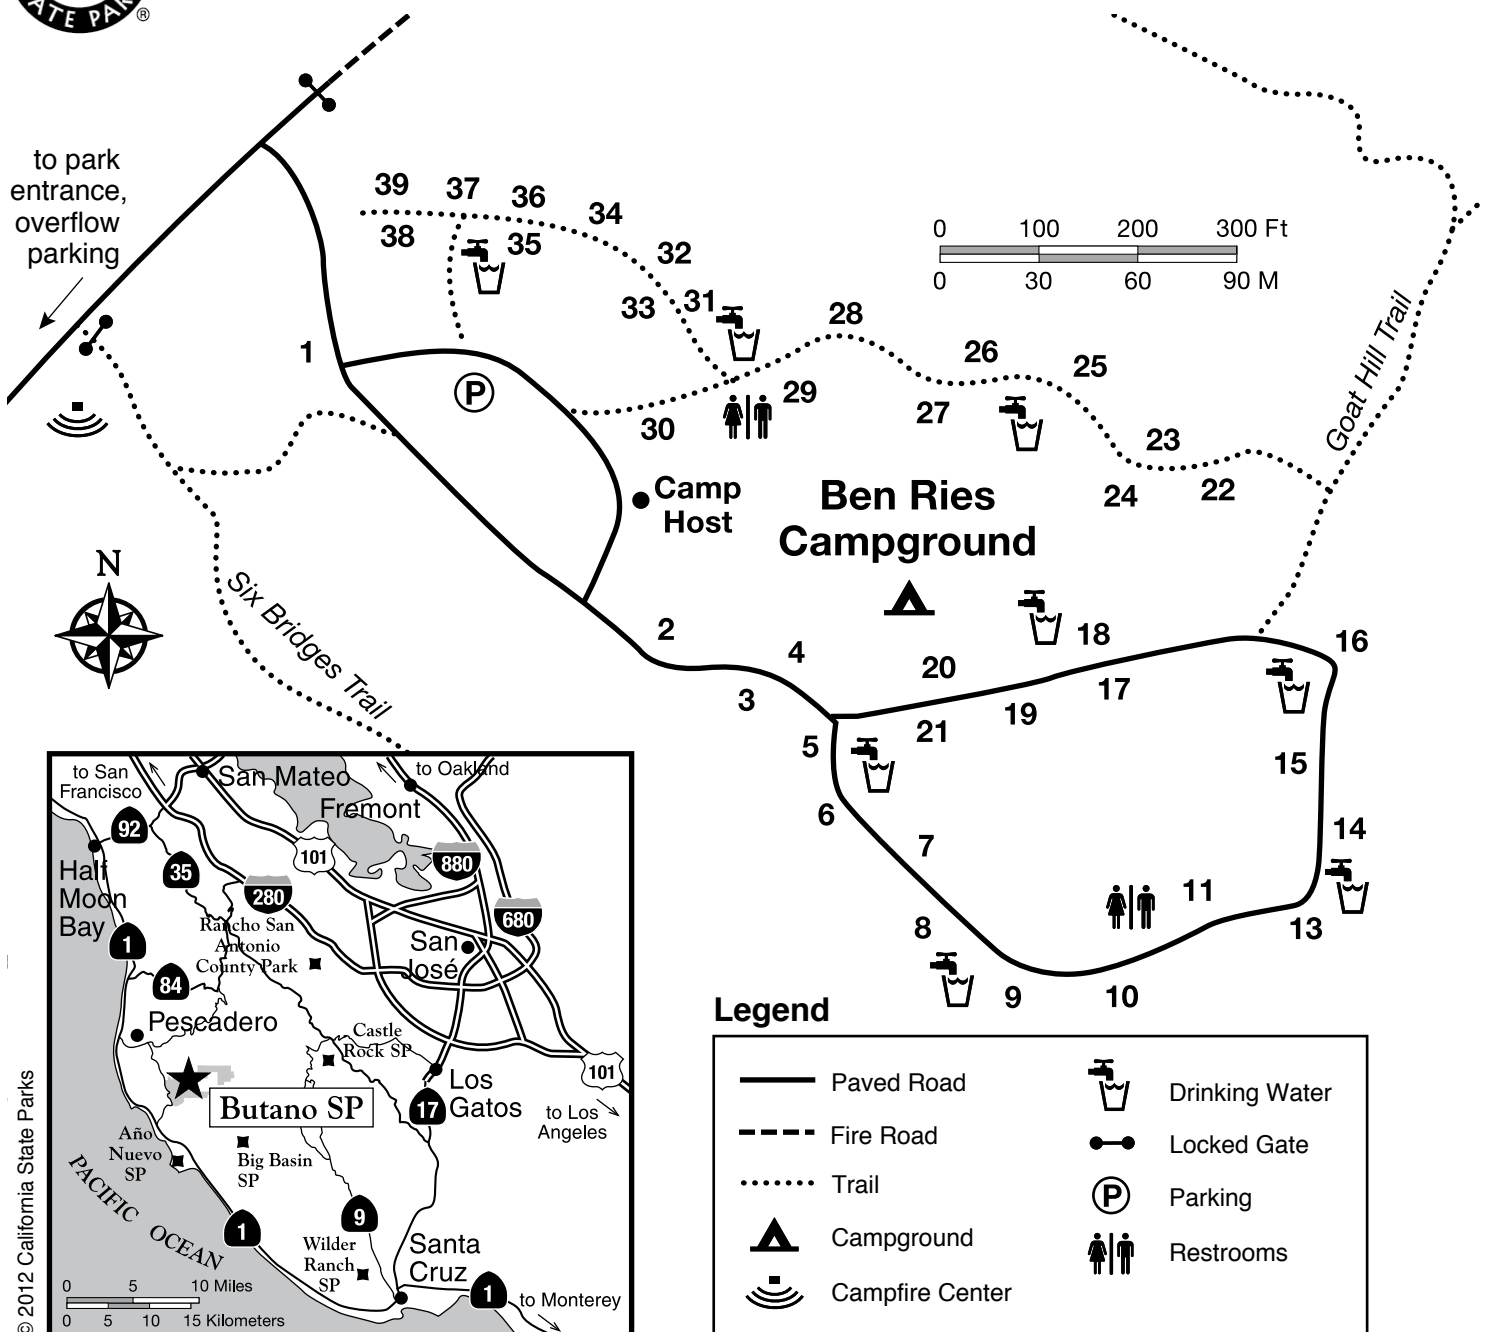 ATE PAR
®
to park
entrance,
overflow
parking
39
37
36
34
38
35
32
33
31
28
1
P
30
29
26
25
27
23
24
22
0 100 200 300 Ft
0 30 60 90 M
Goat Hill Trail
Camp
Host
Ben Ries
Campground
N
Six Bridges Trail
2
4
3
20
18
16
17
19
21
5
15
6
7
14
11
8
13
9
10
to San
Francisco
San Mateo
to Oakland
Fremont
92
101
880
35
Half
Moon
Bay
280
680
Rancho San
Antonio
County Park
San
José
1
84
Pescadero
Castle
Rock SP
101
Los
Gatos
17
Butano SP
to Los
Angeles
Año
Nuevo
SP
Big Basin
SP
PACIFIC OCEAN
1
9
Wilder
Ranch
SP
Santa
Cruz
1
to Monterey
0 5 10 Miles
0 5 10 15 Kilometers
© 2012 California State Parks
Legend
Paved Road
Fire Road
Trail
Campground
Campfire Center
Drinking Water
Locked Gate
P Parking
Restrooms